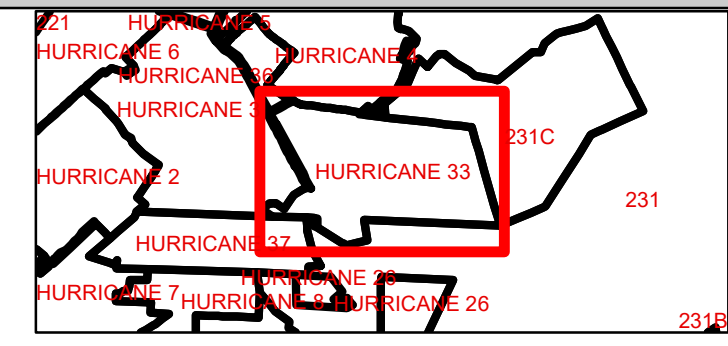 221
HURRICANE 5
HURRICANE 6
HURRICANE 4
HURRICANE 36
HURRICANE 3
231C
HURRICANE 2
HURRICANE 33
231
HURRICANE 37
HURRICANE 26
HURRICANE 7
HURRICANE 8
HURRICANE 26
231B